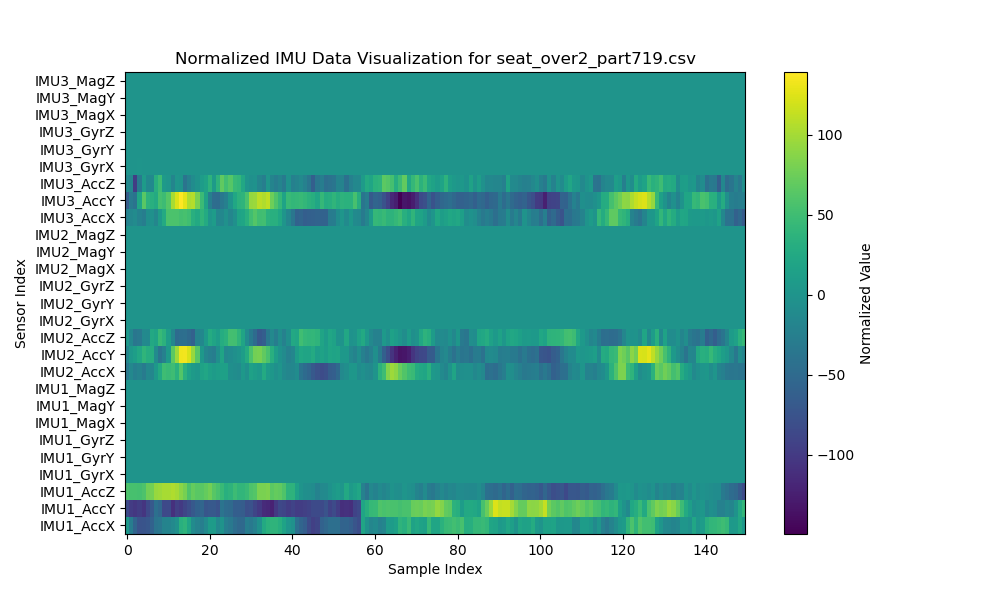 Normalized IMU Data Visualization for seat_over2_part719.csv
IMU3_MagZ
IMU3_MagY
IMU3_MagX
IMU3_GyrZ
IMU3_GyrY
IMU3_GyrX
IMU3_AccZ
IMU3_AccY
IMU3_AccX
IMU2_MagZ
IMU2_MagY
IMU2_MagX
IMU2_GyrZ
IMU2_GyrY
IMU2_GyrX
IMU2_AccZ
IMU2_AccY
IMU2_AccX
IMU1_MagZ
IMU1_MagY
IMU1_MagX
IMU1_GyrZ
IMU1_GyrY
IMU1_GyrX
IMU1_AccZ
IMU1_AccY
IMU1_AccX
Sensor Index
0 20 40 60 80 100 120 140
Sample Index
100
50
0
−50
−100
Normalized Value